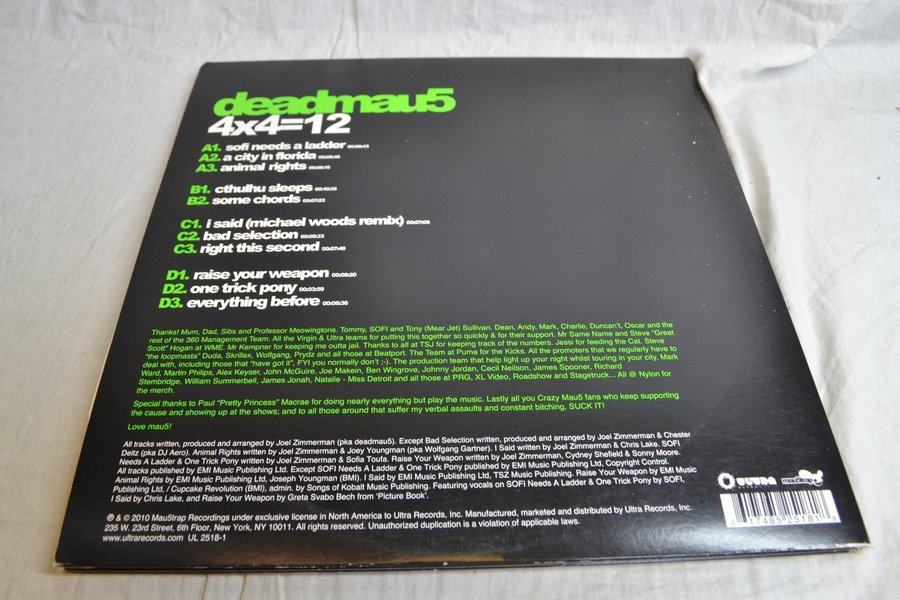 deadmau5
4x4=12
A1. sofi needs a ladder 00:06:43
A2. a city in florida 00:05:40
A3. animal rights 00:06:15
B1. cthulhu sleeps 00:10:28
B2. some chords 00:07:23
C1. i said (michael woods remix) 00:07:06
C2. bad selection 00:05:33
C3. right this second 00:07:48
D1. raise your weapon 00:08:20
D2. one trick pony 00:03:59
D3. everything before 00:06:36
Thanks! Mum, Dad, Sibs and Professor Meowingtons. Tommy, SOFI and Tony (Mear Jet) Sullivan. Dean, Andy, Mark, Charlie, Duncan't, Oscar and the
rest of the 360 Management Team. All the Virgin & Ultra teams for putting this together so quickly & for their support. Mr Same Name and Steve "Great
Scott" Hogan at WME. Mr Kempner for keeping me outta jail. Thanks to all at TSJ for keeping track of the numbers. Jessi for feeding the Cat. Steve
"the loopmasta" Duda, Skrillex, Wolfgang, Prydz and all those at Beatport. The Team at Puma for the Kicks. All the promoters that we regularly have to
deal with, including those that "have got it", FYI you normally don't ;-). The production team that help light up your night whilst touring in your city, Mark
Ward, Martin Philips, Alex Keyser, John McGuire, Joe Makein, Ben Wingrove, Johnny Jordan, Cecil Neilson, James Spooner, Richard
Stembridge, William Summerbell, James Jonah, Natalie - Miss Detroit and all those at PRG, XL Video, Roadshow and Stagetruck... All @ Nylon for
the merch.
Special thanks to Paul "Pretty Princess" Macrae for doing nearly everything but play the music. Lastly all you Crazy Mau5 fans who keep supporting
the cause and showing up at the shows; and to all those around that suffer my verbal assaults and constant bitching, SUCK IT!
Love mau5!
All tracks written, produced and arranged by Joel Zimmerman (pka deadmau5). Except Bad Selection written, produced and arranged by Joel Zimmerman & Chester
Deitz (pka DJ Aero). Animal Rights written by Joel Zimmerman & Joey Youngman (pka Wolfgang Gartner). I Said written by Joel Zimmerman & Chris Lake. SOFI
Needs A Ladder & One Trick Pony written by Joel Zimmerman & Sofia Toufa. Raise Your Weapon written by Joel Zimmerman, Cydney Shefield & Sonny Moore.
All tracks published by EMI Music Publishing Ltd. Except SOFI Needs A Ladder & One Trick Pony published by EMI Music Publishing Ltd, Copyright Control.
Animal Rights by EMI Music Publishing Ltd, Joseph Youngman (BMI). I Said by EMI Music Publishing Ltd, TSZ Music Publishing. Raise Your Weapon by EMI Music
Publishing Ltd, / Cupcake Revolution (BMI), admin. by Songs of Kobalt Music Publishing. Featuring vocals on SOFI Needs A Ladder & One Trick Pony by SOFI,
I Said by Chris Lake, and Raise Your Weapon by Greta Svabo Bech from 'Picture Book'.
℗ & © 2010 Mau5trap Recordings under exclusive license in North America to Ultra Records, Inc. Manufactured, marketed and distributed by Ultra Records, Inc.
235 W. 23rd Street, 6th Floor, New York, NY 10011. All Rights Reserved. Unauthorized duplication is a violation of applicable laws.
www.ultrarecords.com UL 2518-1
ULTRA
17465 25181